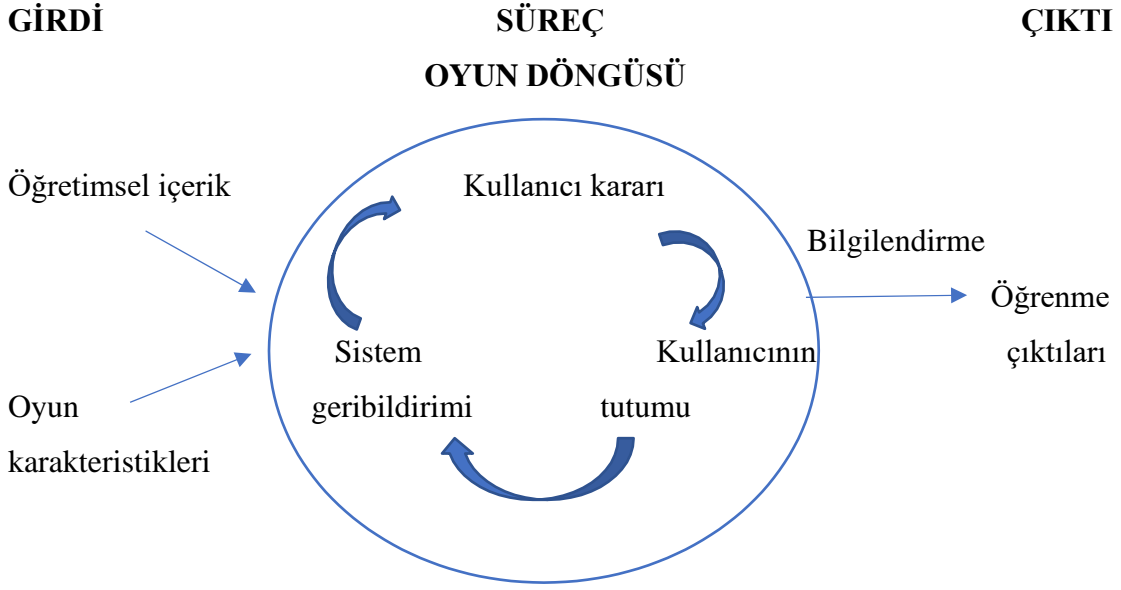 GİRDİ SÜREÇ ÇIKTI
OYUN DÖNGÜSÜ
Öğretimsel içerik
Kullanıcı kararı
Bilgilendirme
Öğrenme
çıktıları
Sistem
geribildirimi
Kullanıcının
tutumu
Oyun
karakteristikleri